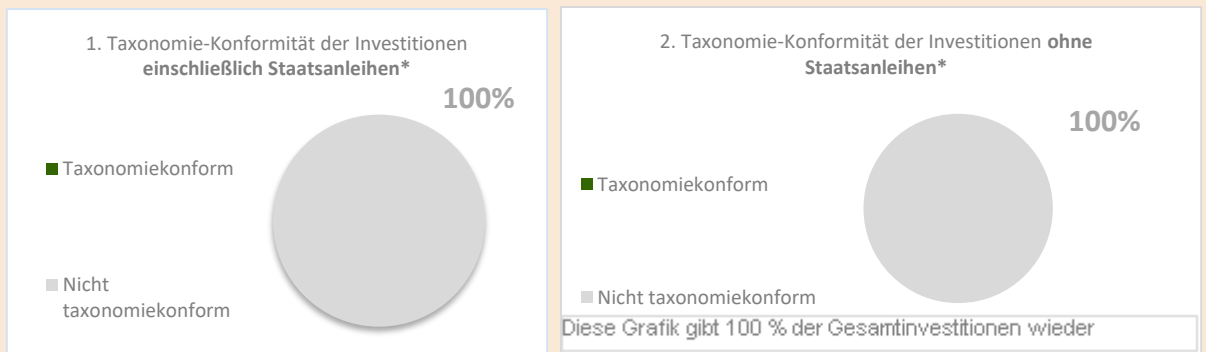 1. Taxonomie-Konformität der Investitionen
einschließlich Staatsanleihen*
100%
Taxonomiekonform
Nicht
taxonomiekonform
2. Taxonomie-Konformität der Investitionen ohne
Staatsanleihen*
100%
Taxonomiekonform
Nicht taxonomiekonform
Diese Grafik gibt 100 % der Gesamtinvestitionen wieder